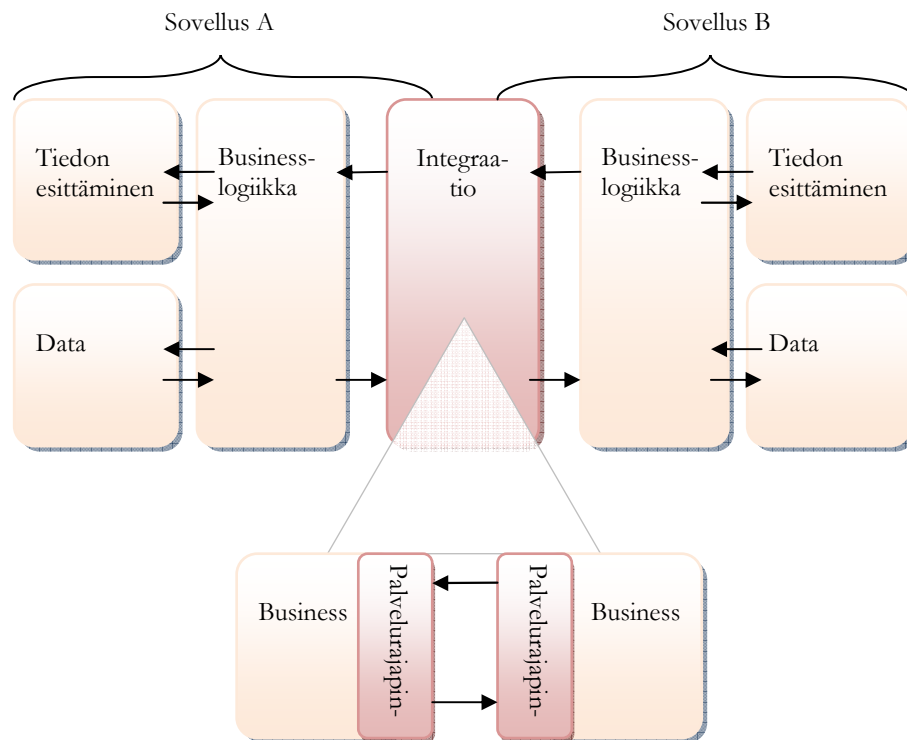 Sovellus A
Sovellus B
Tiedon
esittäminen
Business-
logiikka
Integraa-
tio
Business-
logiikka
Tiedon
esittäminen
Data
Data
Business
Palvelurajapin-
Palvelurajapin-
Business